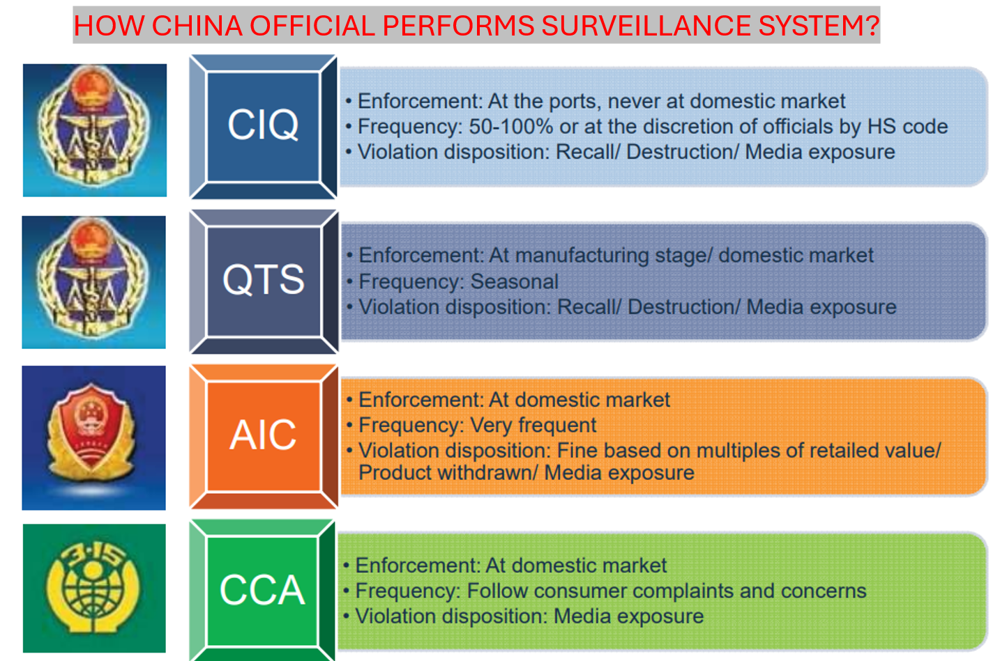 HOW CHINA OFFICIAL PERFORMS SURVEILLANCE SYSTEM?
CIQ
• Enforcement: At the ports, never at domestic market
• Frequency: 50-100% or at the discretion of officials by HS code
• Violation disposition: Recall/ Destruction/ Media exposure
QTS
• Enforcement: At manufacturing stage/ domestic market
• Frequency: Seasonal
• Violation disposition: Recall/ Destruction/ Media exposure
AIC
• Enforcement: At domestic market
• Frequency: Very frequent
• Violation disposition: Fine based on multiples of retailed value/
Product withdrawn/ Media exposure
3·15
CCA
• Enforcement: At domestic market
• Frequency: Follow consumer complaints and concerns
• Violation disposition: Media exposure